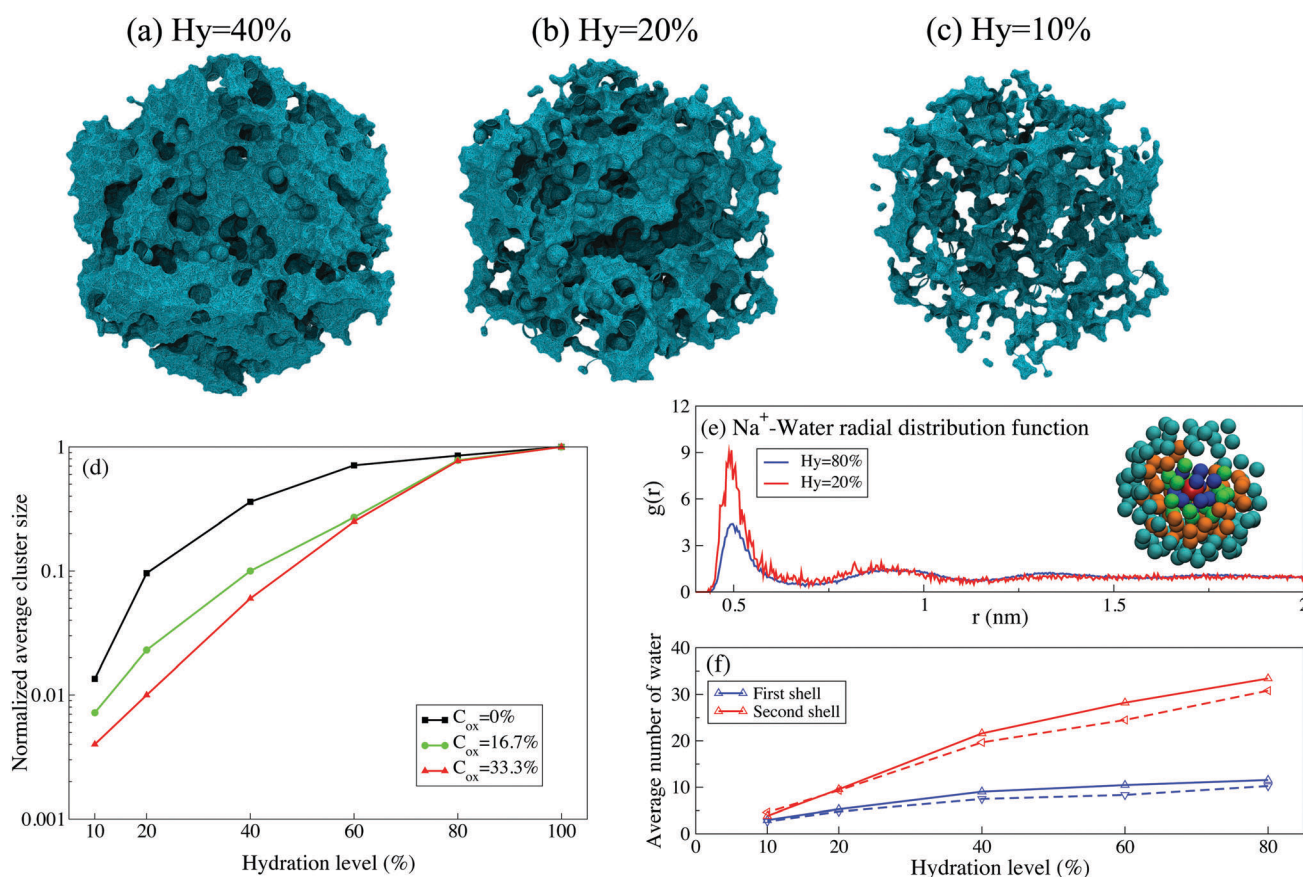 (a) Hy=40%
(b) Hy=20%
(c) Hy=10%
(d)
Normalized average cluster size
1
0.1
0.01
0.001
10 20 40 60 80 100
Hydration level (%)
C_ox=0%
C_ox=16.7%
C_ox=33.3%
(e) Na⁺-Water radial distribution function
Hy=80%
Hy=20%
g(r)
12
9
6
3
0
0.5 1 1.5 2
r (nm)
(f)
First shell
Second shell
Average number of water
40
30
20
10
0
0 10 20 40 60 80
Hydration level (%)